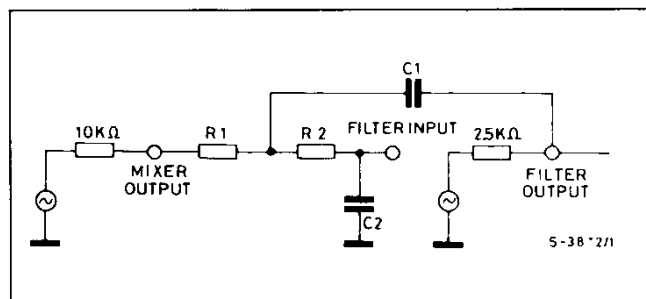 C1
10KΩ
R1
R2
FILTER INPUT
2.5KΩ
MIXER
OUTPUT
FILTER
OUTPUT
C2